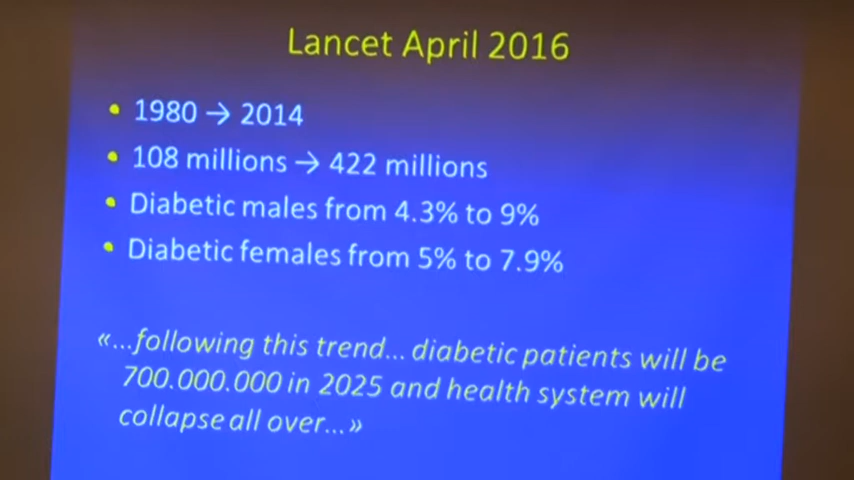 Lancet April 2016
• 1980 → 2014
• 108 millions → 422 millions
• Diabetic males from 4.3% to 9%
• Diabetic females from 5% to 7.9%
«...following this trend... diabetic patients will be
700.000.000 in 2025 and health system will
collapse all over...»